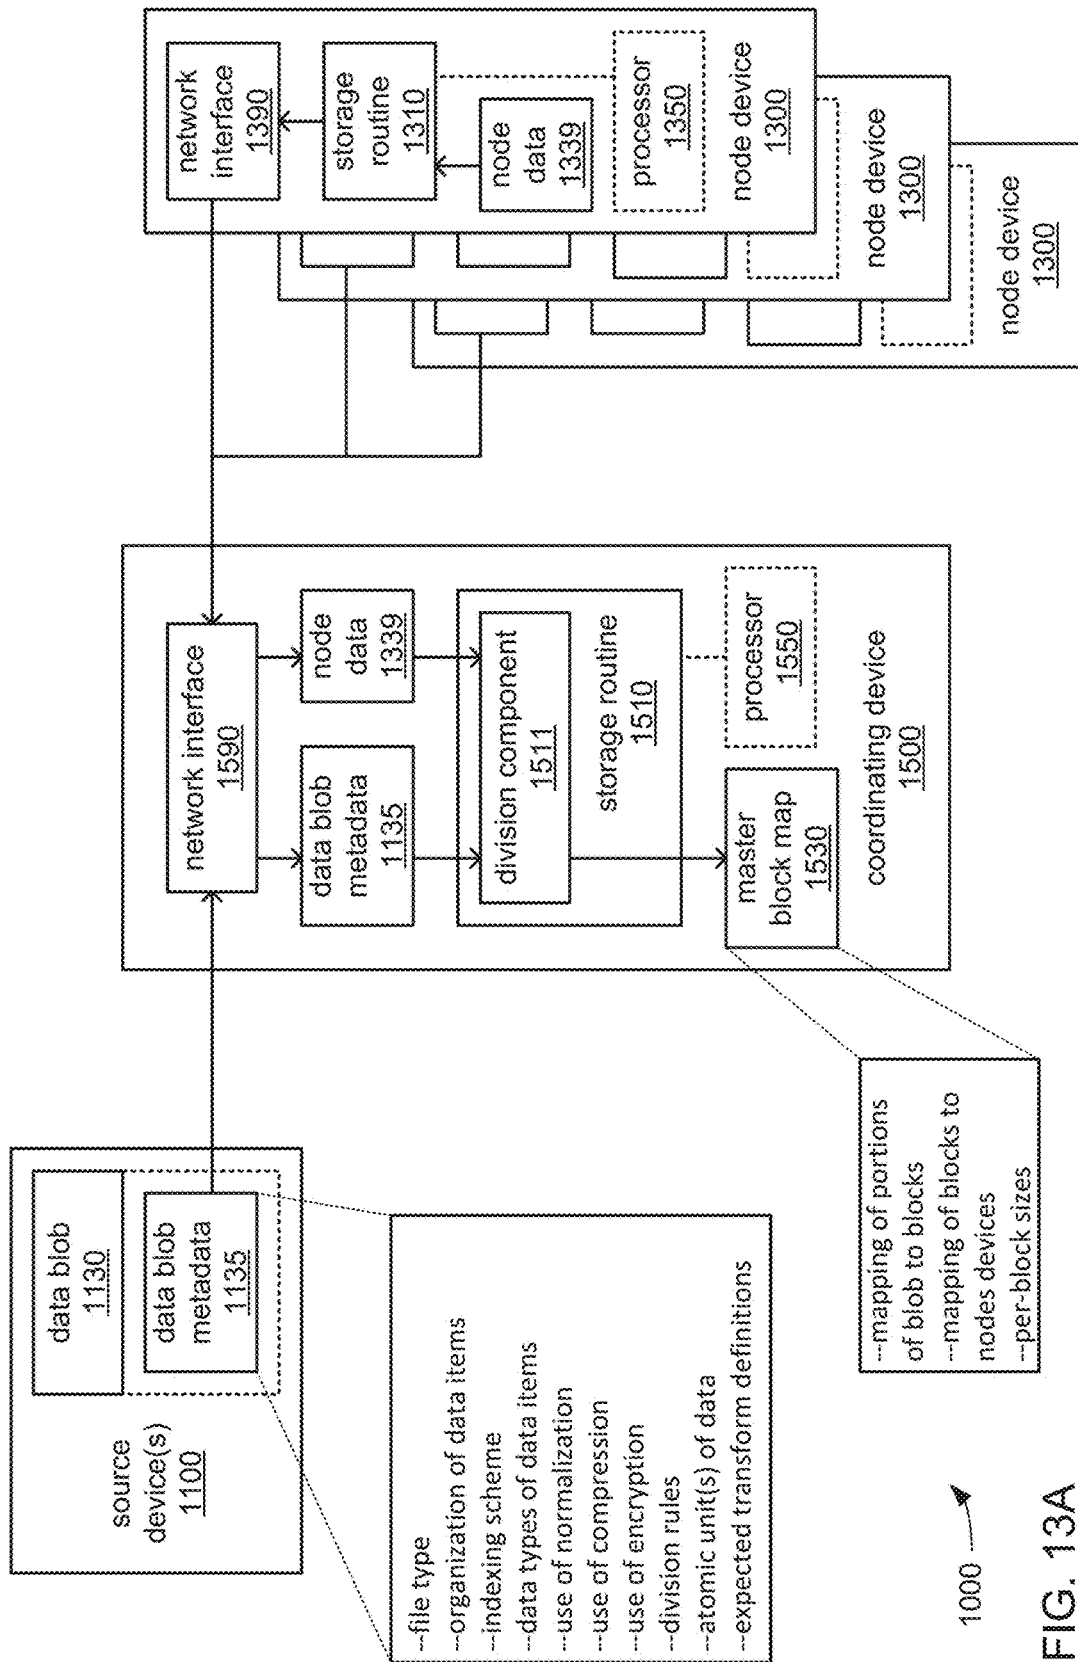 source
device(s)
1100
data blob
1130
data blob
metadata
1135
--file type
--organization of data items
--indexing scheme
--data types of data items
--use of normalization
--use of compression
--use of encryption
--division rules
--atomic unit(s) of data
--expected transform definitions
network interface
1590
data blob
metadata
1135
node
data
1339
division component
1511
storage routine
1510
master
block map
1530
processor
1550
coordinating device
1500
--mapping of portions
of blob to blocks
--mapping of blocks to
nodes devices
--per-block sizes
network
interface
1390
storage
routine
1310
node
data
1339
processor
1350
node device
1300
node device
1300
node device
1300
1000
FIG. 13A